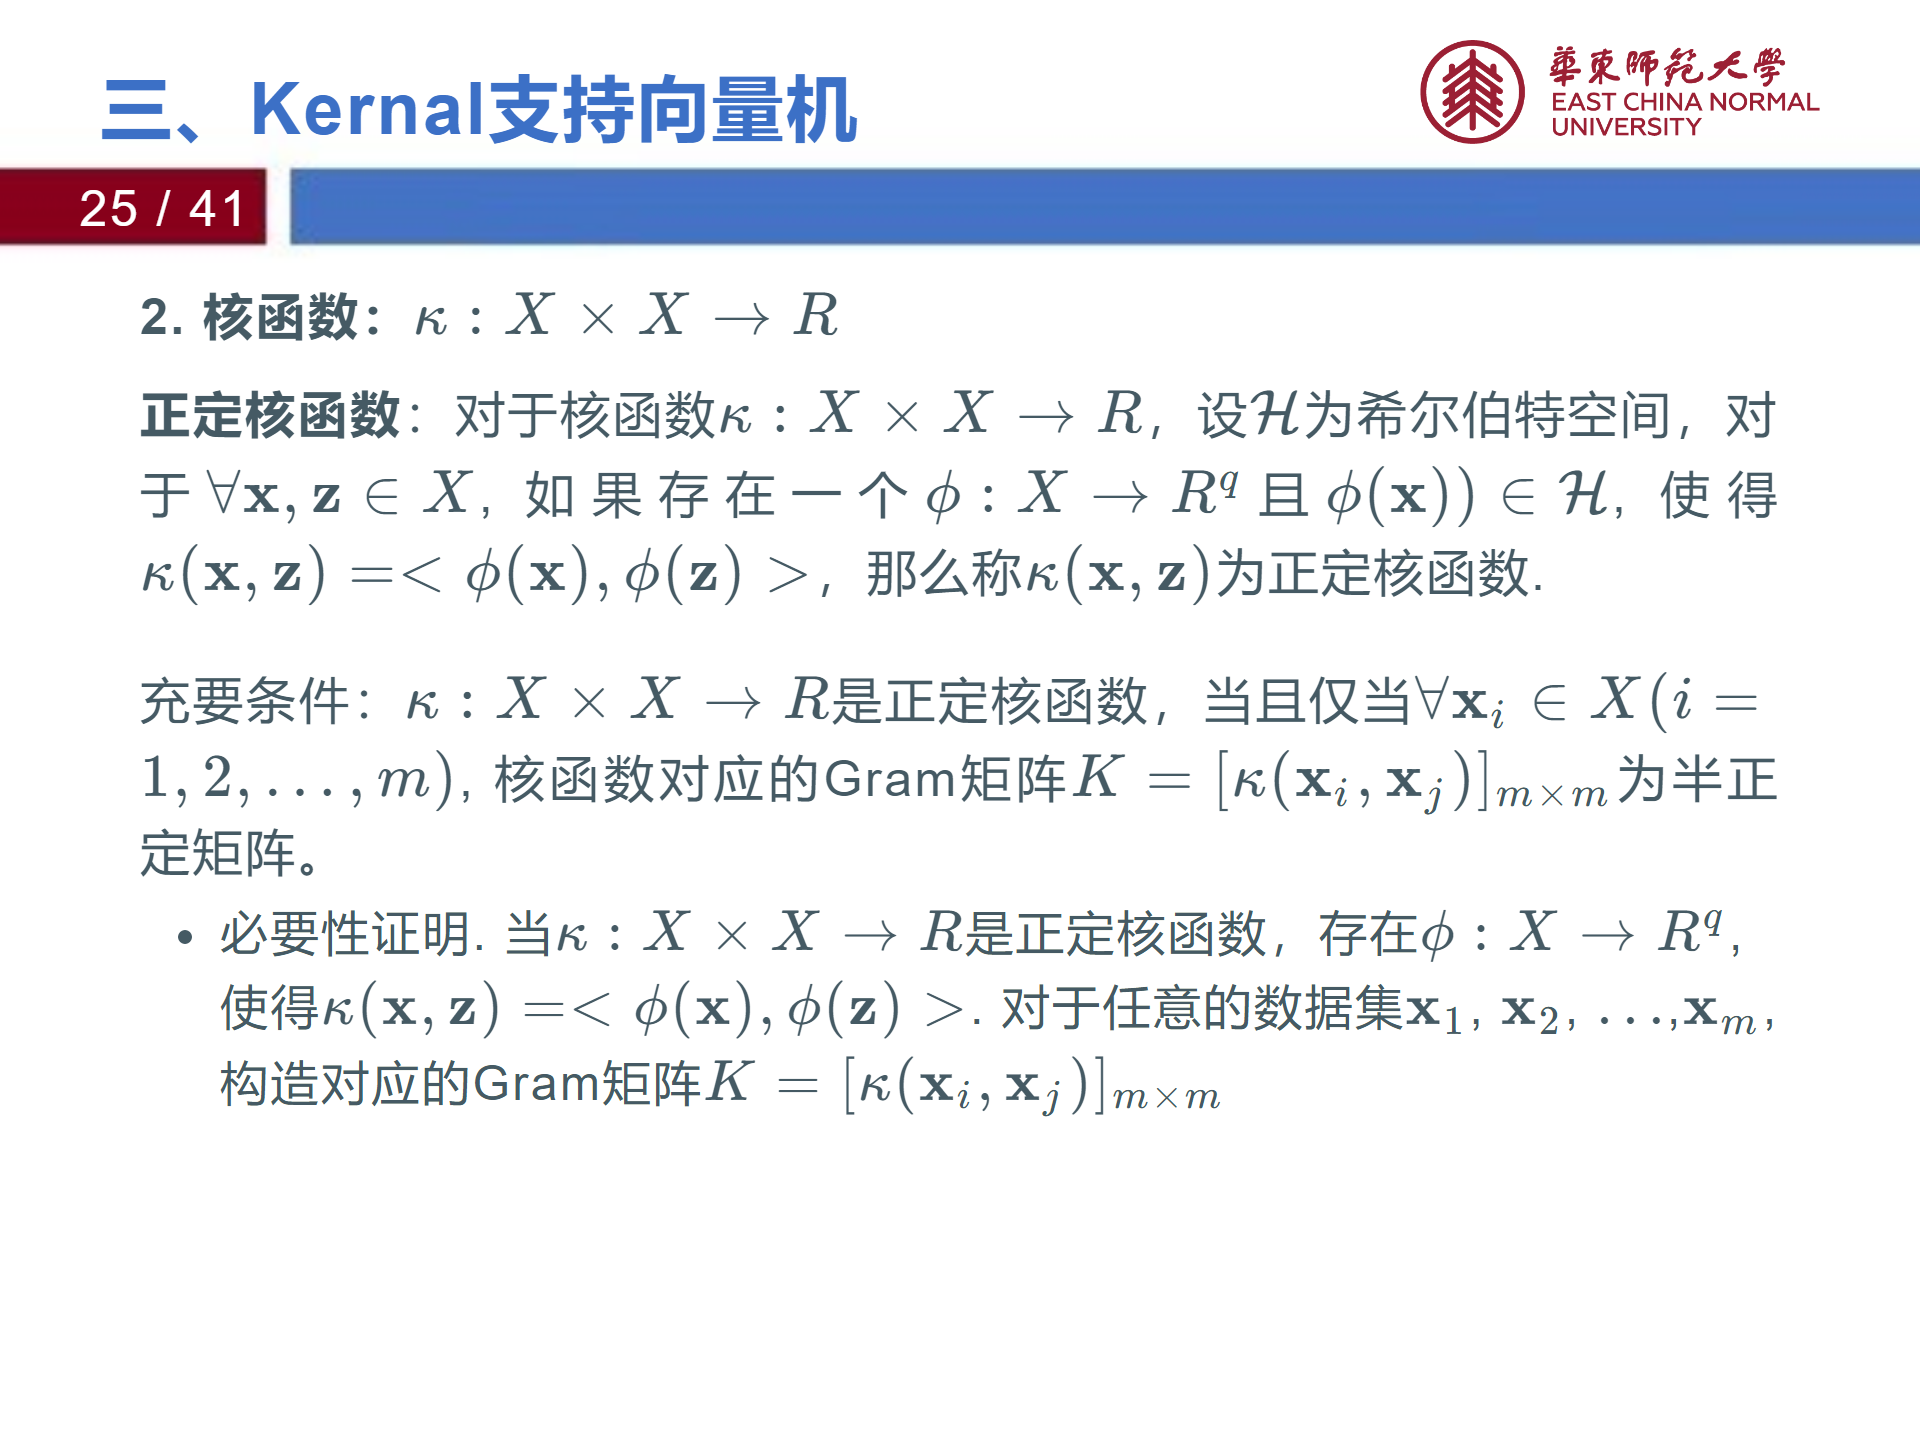 三、Kernal支持向量机
華東師範大學
EAST CHINA NORMAL
UNIVERSITY
25 / 41
2. 核函数：κ : X × X → R
正定核函数：对于核函数κ : X × X → R，设ℋ为希尔伯特空间，对
于∀𝐱, 𝐳 ∈ X，如果存在一个ϕ : X → R^q且ϕ(𝐱)) ∈ ℋ，使得
κ(𝐱, 𝐳) =< ϕ(𝐱), ϕ(𝐳) >，那么称κ(𝐱, 𝐳)为正定核函数.
充要条件：κ : X × X → R是正定核函数，当且仅当∀𝐱_i ∈ X(i =
1, 2, . . . , m), 核函数对应的Gram矩阵K = [κ(𝐱_i, 𝐱_j)]_{m×m}为半正
定矩阵。
• 必要性证明. 当κ : X × X → R是正定核函数，存在ϕ : X → R^q，
使得κ(𝐱, 𝐳) =< ϕ(𝐱), ϕ(𝐳) >. 对于任意的数据集𝐱_1, 𝐱_2, . . .,𝐱_m,
构造对应的Gram矩阵K = [κ(𝐱_i, 𝐱_j)]_{m×m}